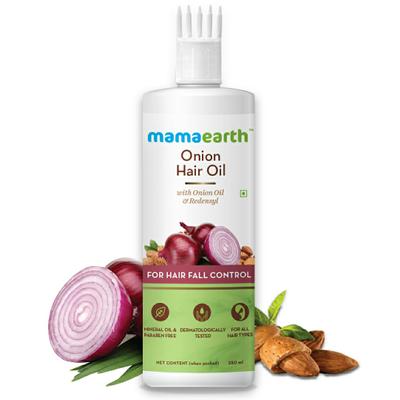 mamaearth™
Onion
Hair Oil
with Onion Oil
& Redensyl
FOR HAIR FALL CONTROL
MINERAL OIL &
PARABEN FREE
DERMATOLOGICALLY
TESTED
FOR ALL
HAIR TYPES
NET CONTENT (when packed) 250 ml